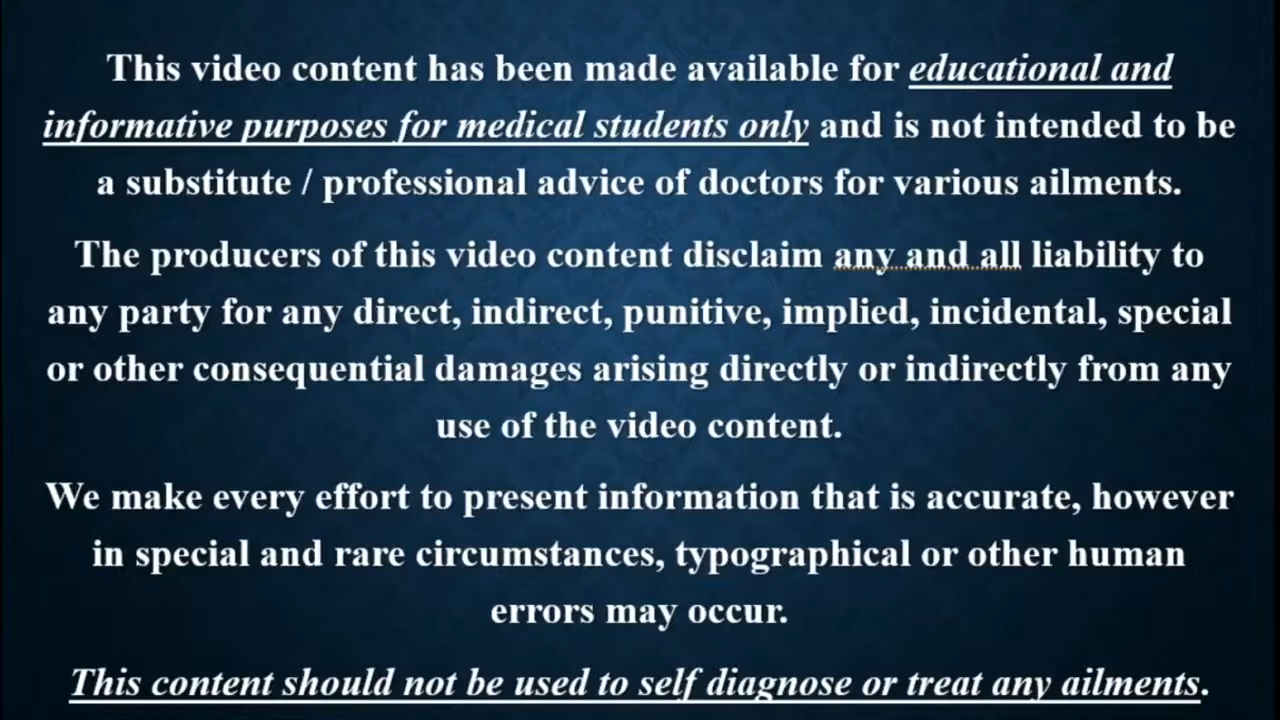 This video content has been made available for educational and
informative purposes for medical students only and is not intended to be
a substitute / professional advice of doctors for various ailments.
The producers of this video content disclaim any and all liability to
any party for any direct, indirect, punitive, implied, incidental, special
or other consequential damages arising directly or indirectly from any
use of the video content.
We make every effort to present information that is accurate, however
in special and rare circumstances, typographical or other human
errors may occur.
This content should not be used to self diagnose or treat any ailments.